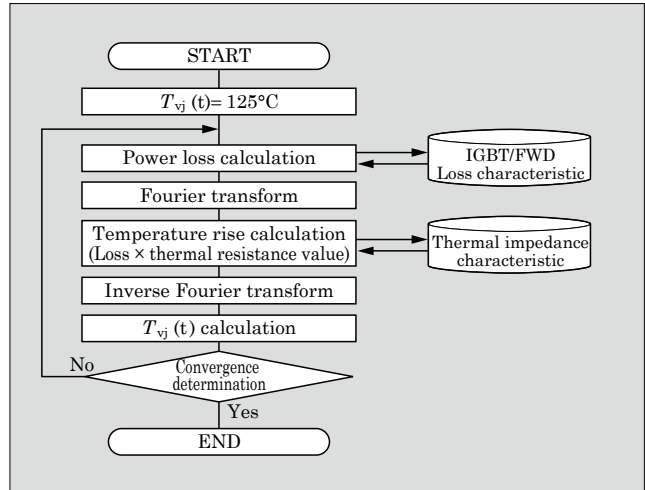 START
Tvj (t)= 125°C
Power loss calculation
IGBT/FWD
Loss characteristic
Fourier transform
Temperature rise calculation
(Loss × thermal resistance value)
Thermal impedance
characteristic
Inverse Fourier transform
Tvj (t) calculation
No
Convergence
determination
Yes
END